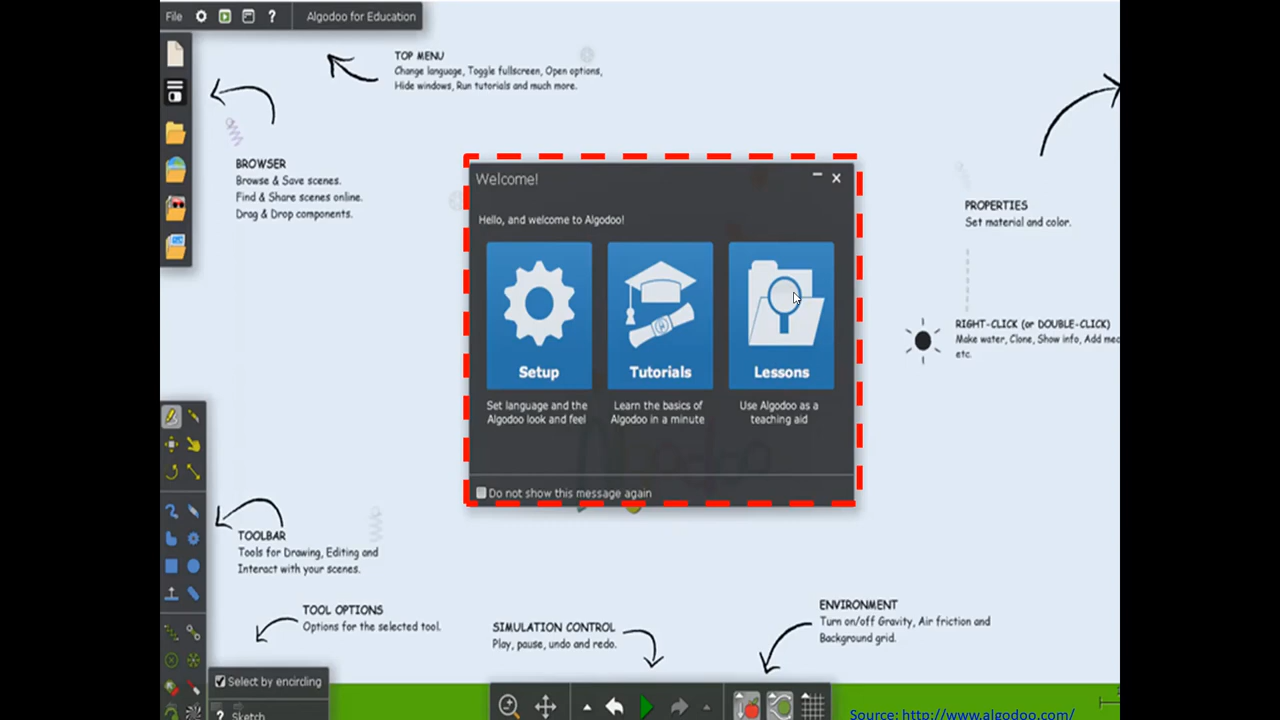 File
?
Algodoo for Education
TOP MENU
Change language, Toggle fullscreen, Open options,
Hide windows, Run tutorials and much more.
BROWSER
Browse & Save scenes.
Find & Share scenes online.
Drag & Drop components.
Welcome!
Hello, and welcome to Algodoo!
Setup
Tutorials
Lessons
Set language and the
Algodoo look and feel
Learn the basics of
Algodoo in a minute
Use Algodoo as a
teaching aid
Do not show this message again
PROPERTIES
Set material and color.
RIGHT-CLICK (or DOUBLE-CLICK)
Make water, Clone, Show info, Add
etc.
TOOLBAR
Tools for Drawing, Editing and
Interact with your scenes.
TOOL OPTIONS
Options for the selected tool.
SIMULATION CONTROL
Play, pause, undo and redo.
ENVIRONMENT
Turn on/off Gravity, Air friction and
Background grid.
Select by encircling
? Sketch
Source: http://www.algodoo.com/